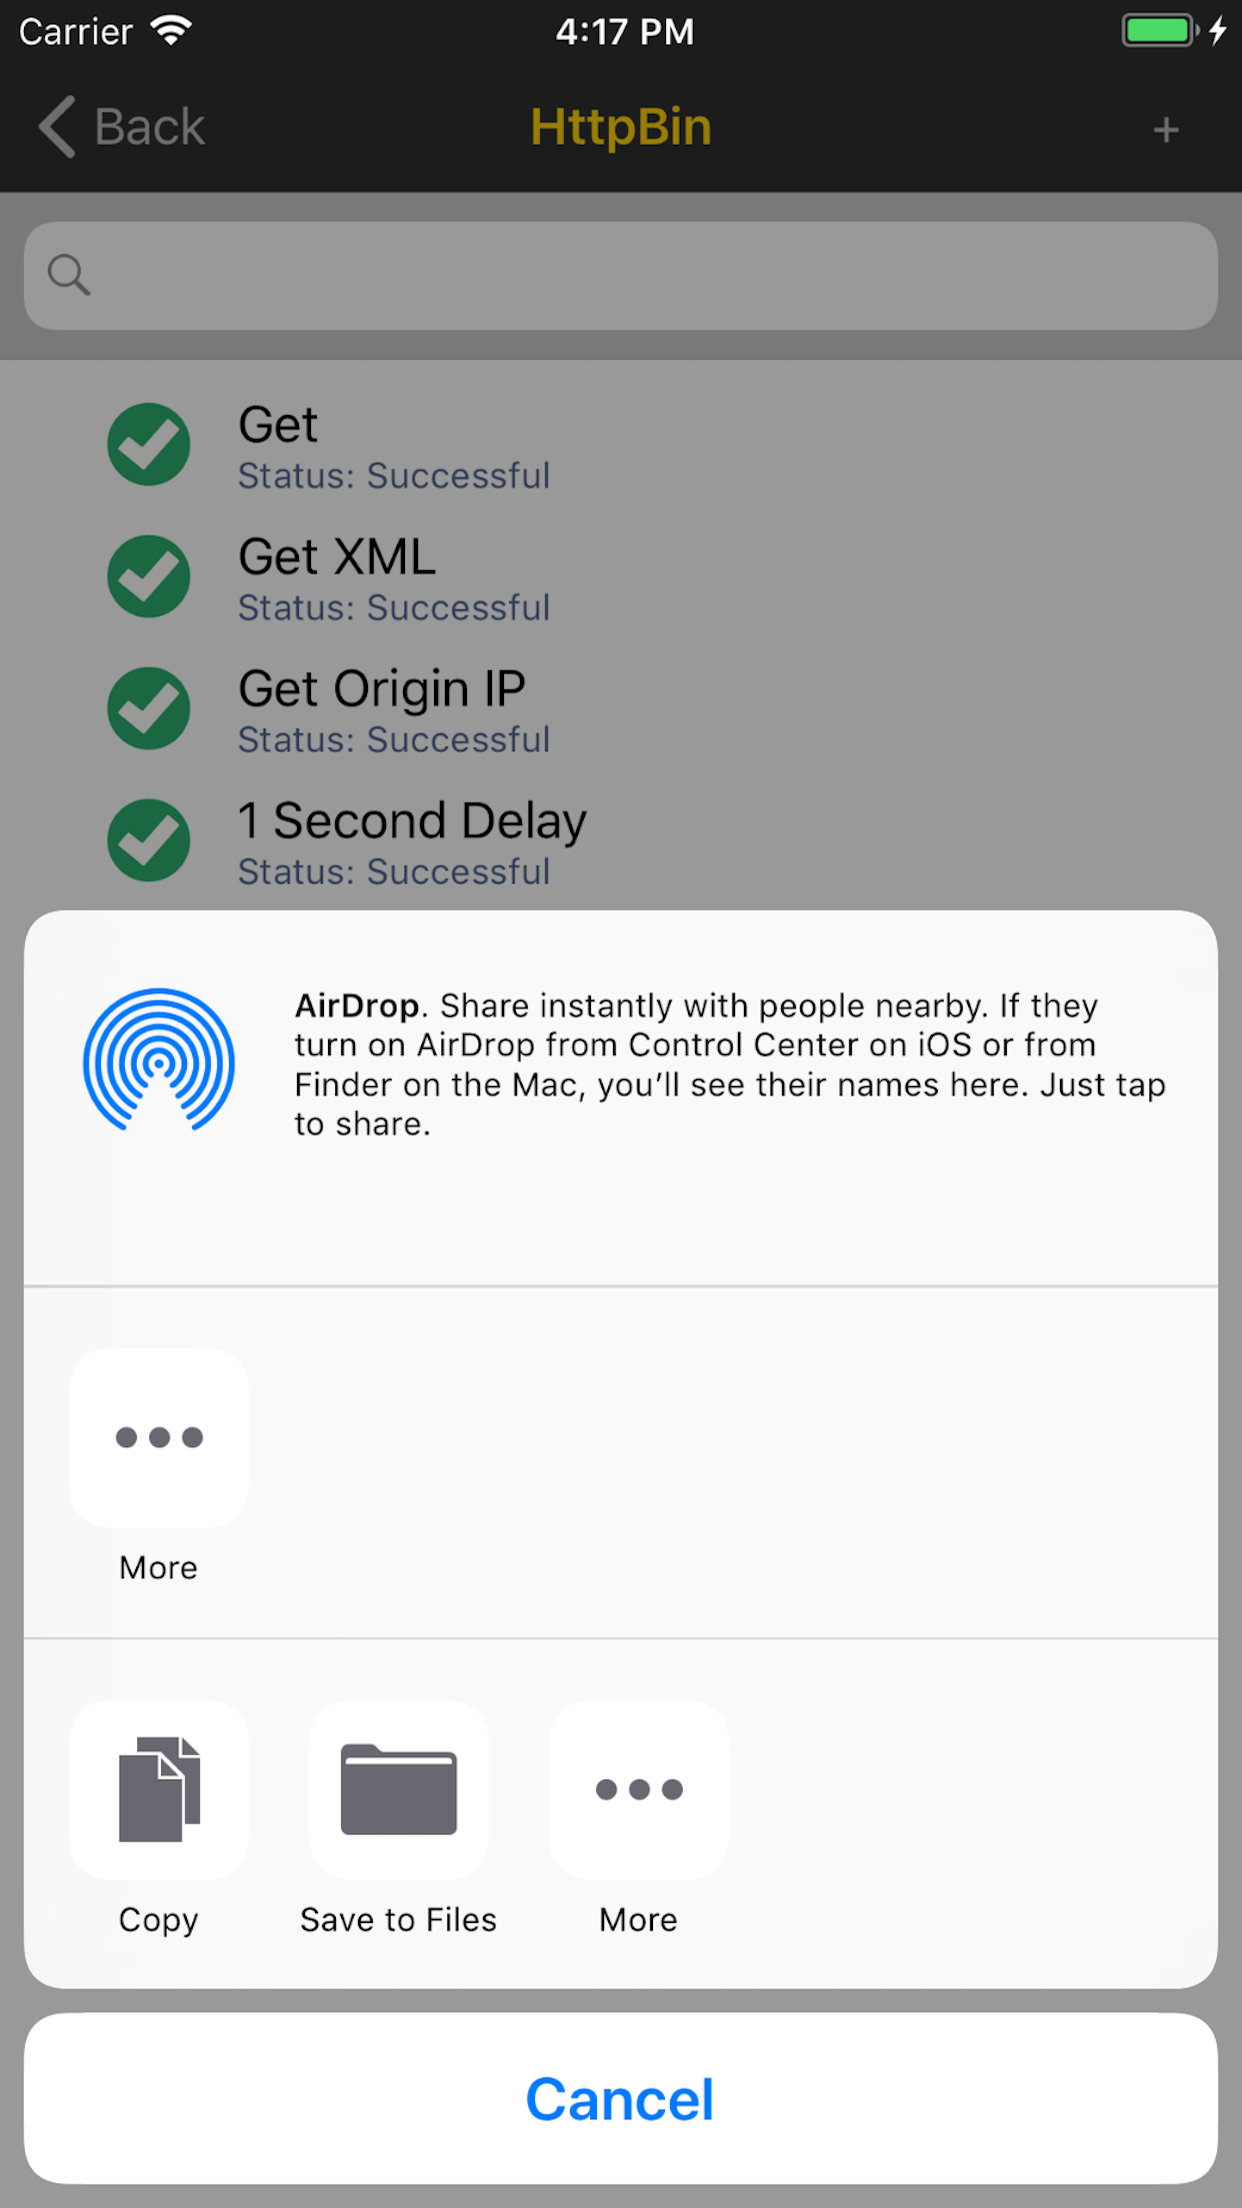 Carrier
4:17 PM
Back
HttpBin
+
Get
Status: Successful
Get XML
Status: Successful
Get Origin IP
Status: Successful
1 Second Delay
Status: Successful
AirDrop. Share instantly with people nearby. If they
turn on AirDrop from Control Center on iOS or from
Finder on the Mac, you’ll see their names here. Just tap
to share.
More
Copy
Save to Files
More
Cancel